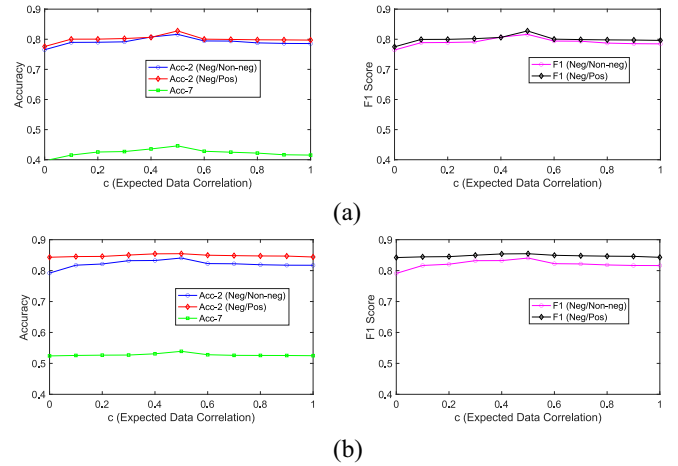 0.9
0.8
0.7
0.6
0.5
0.4
Accuracy
Acc-2 (Neg/Non-neg)
Acc-2 (Neg/Pos)
Acc-7
0 0.2 0.4 0.6 0.8 1
c (Expected Data Correlation)
0.9
0.8
0.7
0.6
0.5
0.4
F1 Score
F1 (Neg/Non-neg)
F1 (Neg/Pos)
0 0.2 0.4 0.6 0.8 1
c (Expected Data Correlation)
(a)
0.9
0.8
0.7
0.6
0.5
0.4
Accuracy
Acc-2 (Neg/Non-neg)
Acc-2 (Neg/Pos)
Acc-7
0 0.2 0.4 0.6 0.8 1
c (Expected Data Correlation)
0.9
0.8
0.7
0.6
0.5
0.4
F1 Score
F1 (Neg/Non-neg)
F1 (Neg/Pos)
0 0.2 0.4 0.6 0.8 1
c (Expected Data Correlation)
(b)